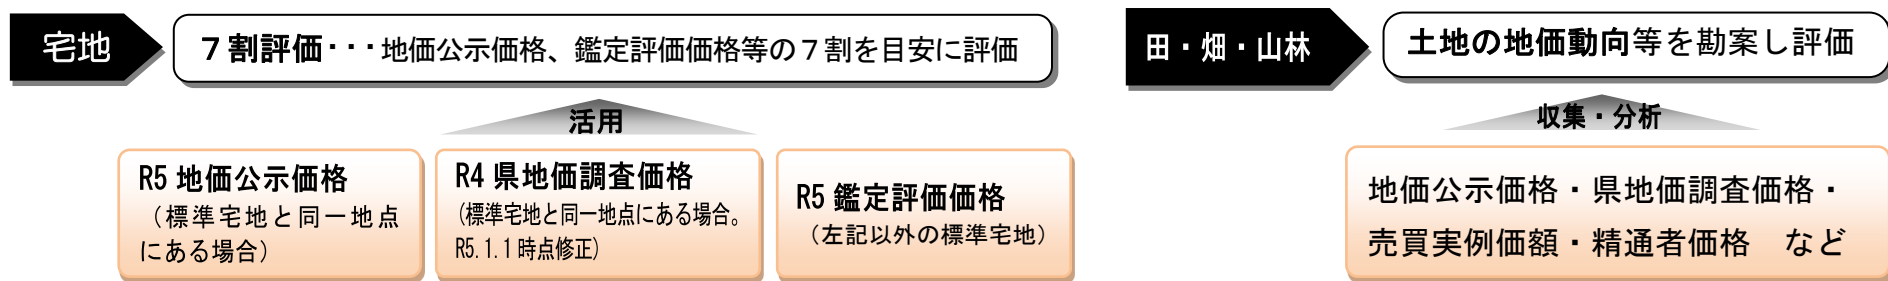 宅地
７割評価・・・地価公示価格、鑑定評価価格等の７割を目安に評価
活用
R5 地価公示価格
（標準宅地と同一地点
にある場合）
R4 県地価調査価格
（標準宅地と同一地点にある場合。
R5.1.1 時点修正）
R5 鑑定評価価格
（左記以外の標準宅地）
田・畑・山林
土地の地価動向等を勘案し評価
収集・分析
地価公示価格・県地価調査価格・
売買実例価額・精通者価格　など